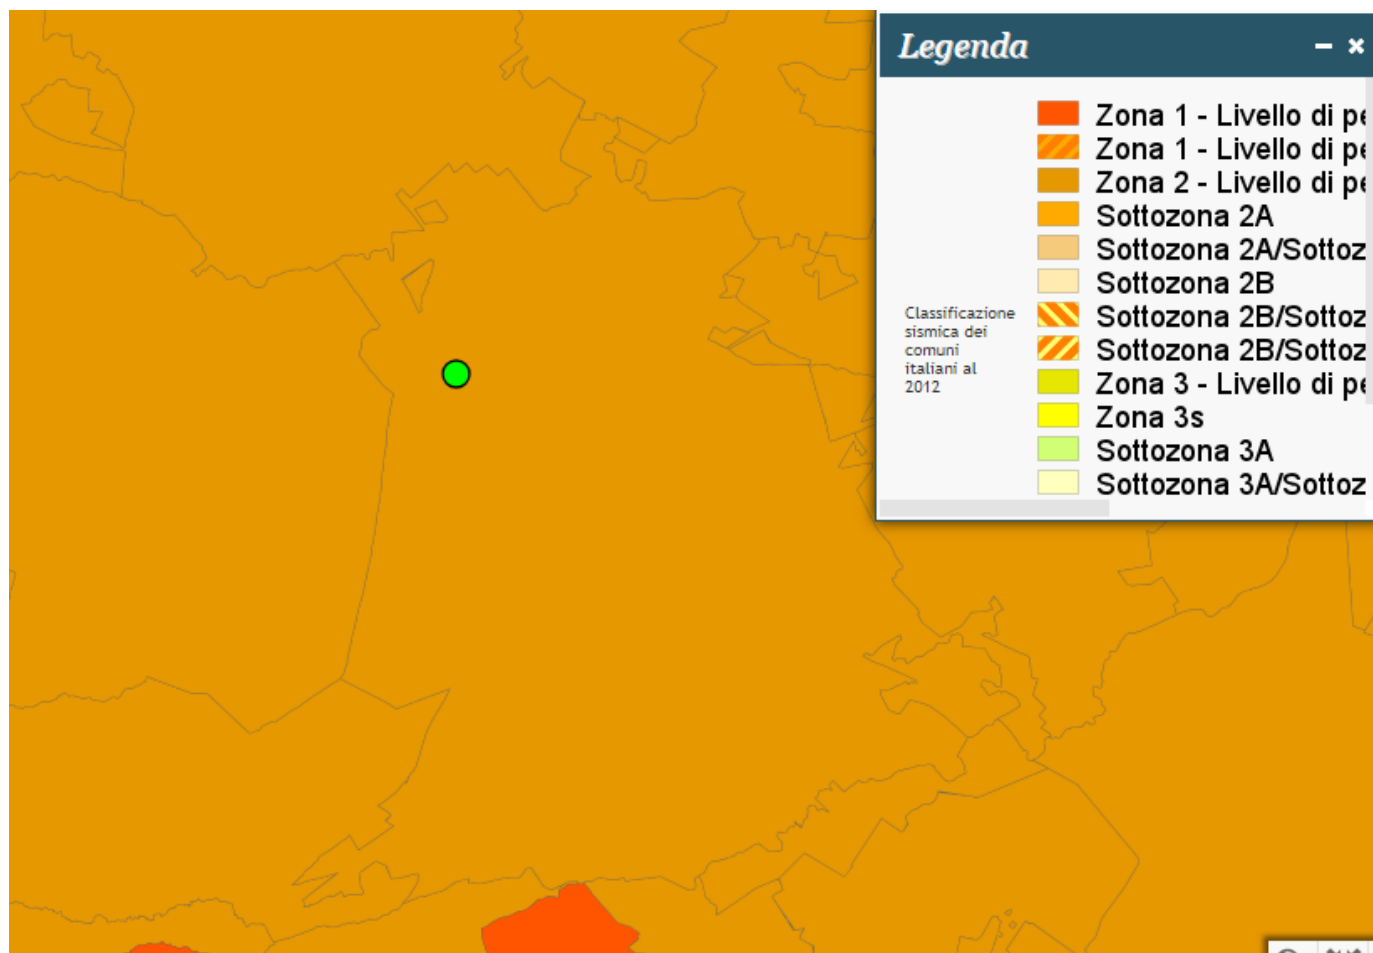 Legenda
Zona 1 - Livello di pe
Zona 1 - Livello di pe
Zona 2 - Livello di pe
Sottozona 2A
Sottozona 2A/Sottoz
Sottozona 2B
Sottozona 2B/Sottoz
Sottozona 2B/Sottoz
Zona 3 - Livello di pe
Zona 3s
Sottozona 3A
Sottozona 3A/Sottoz
Classificazione
sismica dei
comuni
italiani al
2012